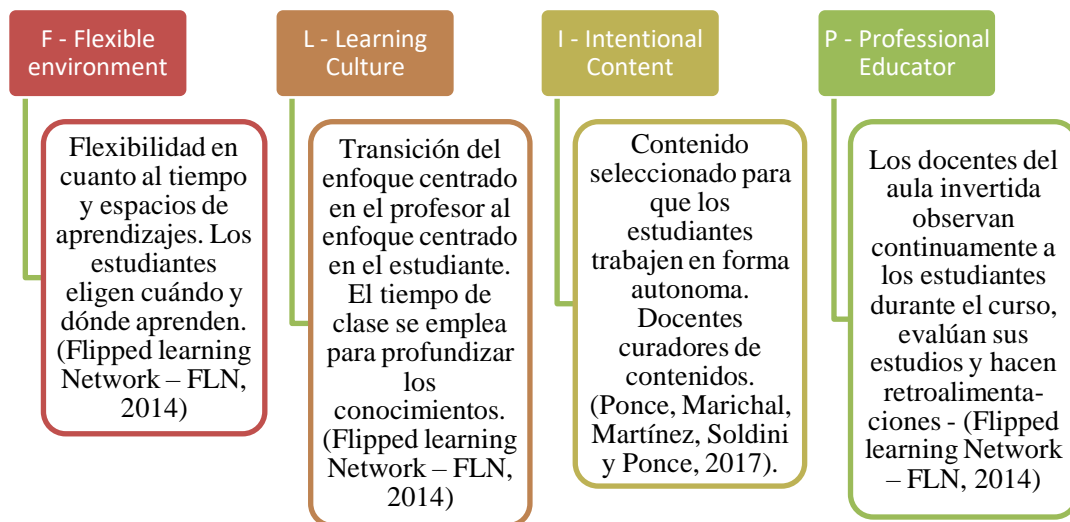 F - Flexible
environment
Flexibilidad en
cuanto al tiempo
y espacios de
aprendizajes. Los
estudiantes
eligen cuándo y
dónde aprenden.
(Flipped learning
Network – FLN,
2014)
L - Learning
Culture
Transición del
enfoque centrado
en el profesor al
enfoque centrado
en el estudiante.
El tiempo de
clase se emplea
para profundizar
los
conocimientos.
(Flipped learning
Network – FLN,
2014)
I - Intentional
Content
Contenido
seleccionado para
que los
estudiantes
trabajen en forma
autonoma.
Docentes
curadores de
contenidos.
(Ponce, Marichal,
Martínez, Soldini
y Ponce, 2017).
P - Professional
Educator
Los docentes del
aula invertida
observan
continuamente a
los estudiantes
durante el curso,
evalúan sus
estudios y hacen
retroalimenta-
ciones - (Flipped
learning Network
– FLN, 2014)